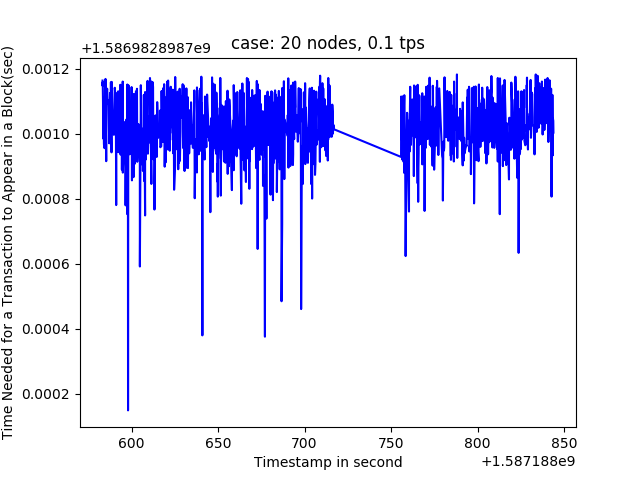 +1.5869828987e9
case: 20 nodes, 0.1 tps
Time Needed for a Transaction to Appear in a Block(sec)
0.0012
0.0010
0.0008
0.0006
0.0004
0.0002
600 650 700 750 800 850
Timestamp in second
+1.587188e9